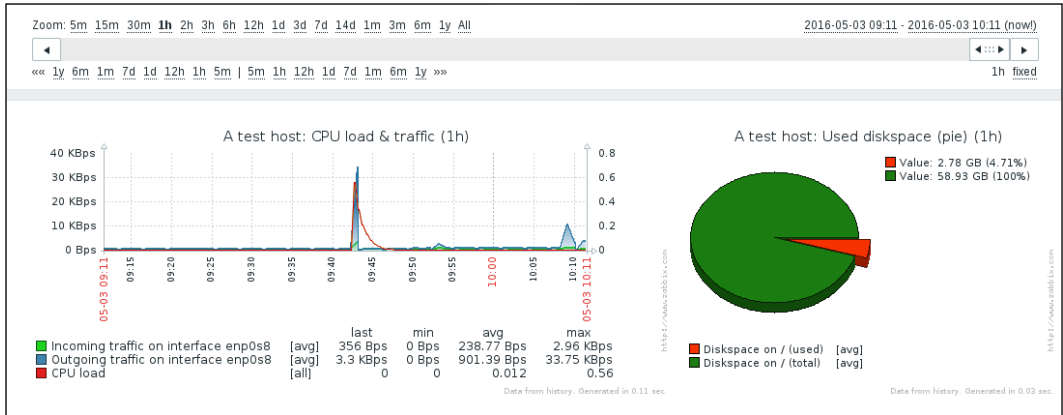 Zoom: 5m 15m 30m 1h 2h 3h 6h 12h 1d 3d 7d 14d 1m 3m 6m 1y All
2016-05-03 09:11 - 2016-05-03 10:11 (now!)
«« 1y 6m 1m 7d 1d 12h 1h 5m | 5m 1h 12h 1d 7d 1m 6m 1y »»
1h fixed
A test host: CPU load & traffic (1h)
40 KBps
30 KBps
20 KBps
10 KBps
0 Bps
0.8
0.6
0.4
0.2
0
05-03 09:11
09:15
09:20
09:25
09:30
09:35
09:40
09:45
09:50
09:55
10:00
10:05
10:10
05-03 10:11
last min avg max
Incoming traffic on interface enp0s8 [avg] 356 Bps 0 Bps 238.77 Bps 2.96 KBps
Outgoing traffic on interface enp0s8 [avg] 3.3 KBps 0 Bps 901.39 Bps 33.75 KBps
CPU load [all] 0 0 0.012 0.56
Data from history. Generated in 0.11 sec.
http://www.zabbix.com
A test host: Used diskspace (pie) (1h)
Value: 2.78 GB (4.71%)
Value: 58.93 GB (100%)
Diskspace on / (used) [avg]
Diskspace on / (total) [avg]
Data from history. Generated in 0.03 sec.
http://www.zabbix.com